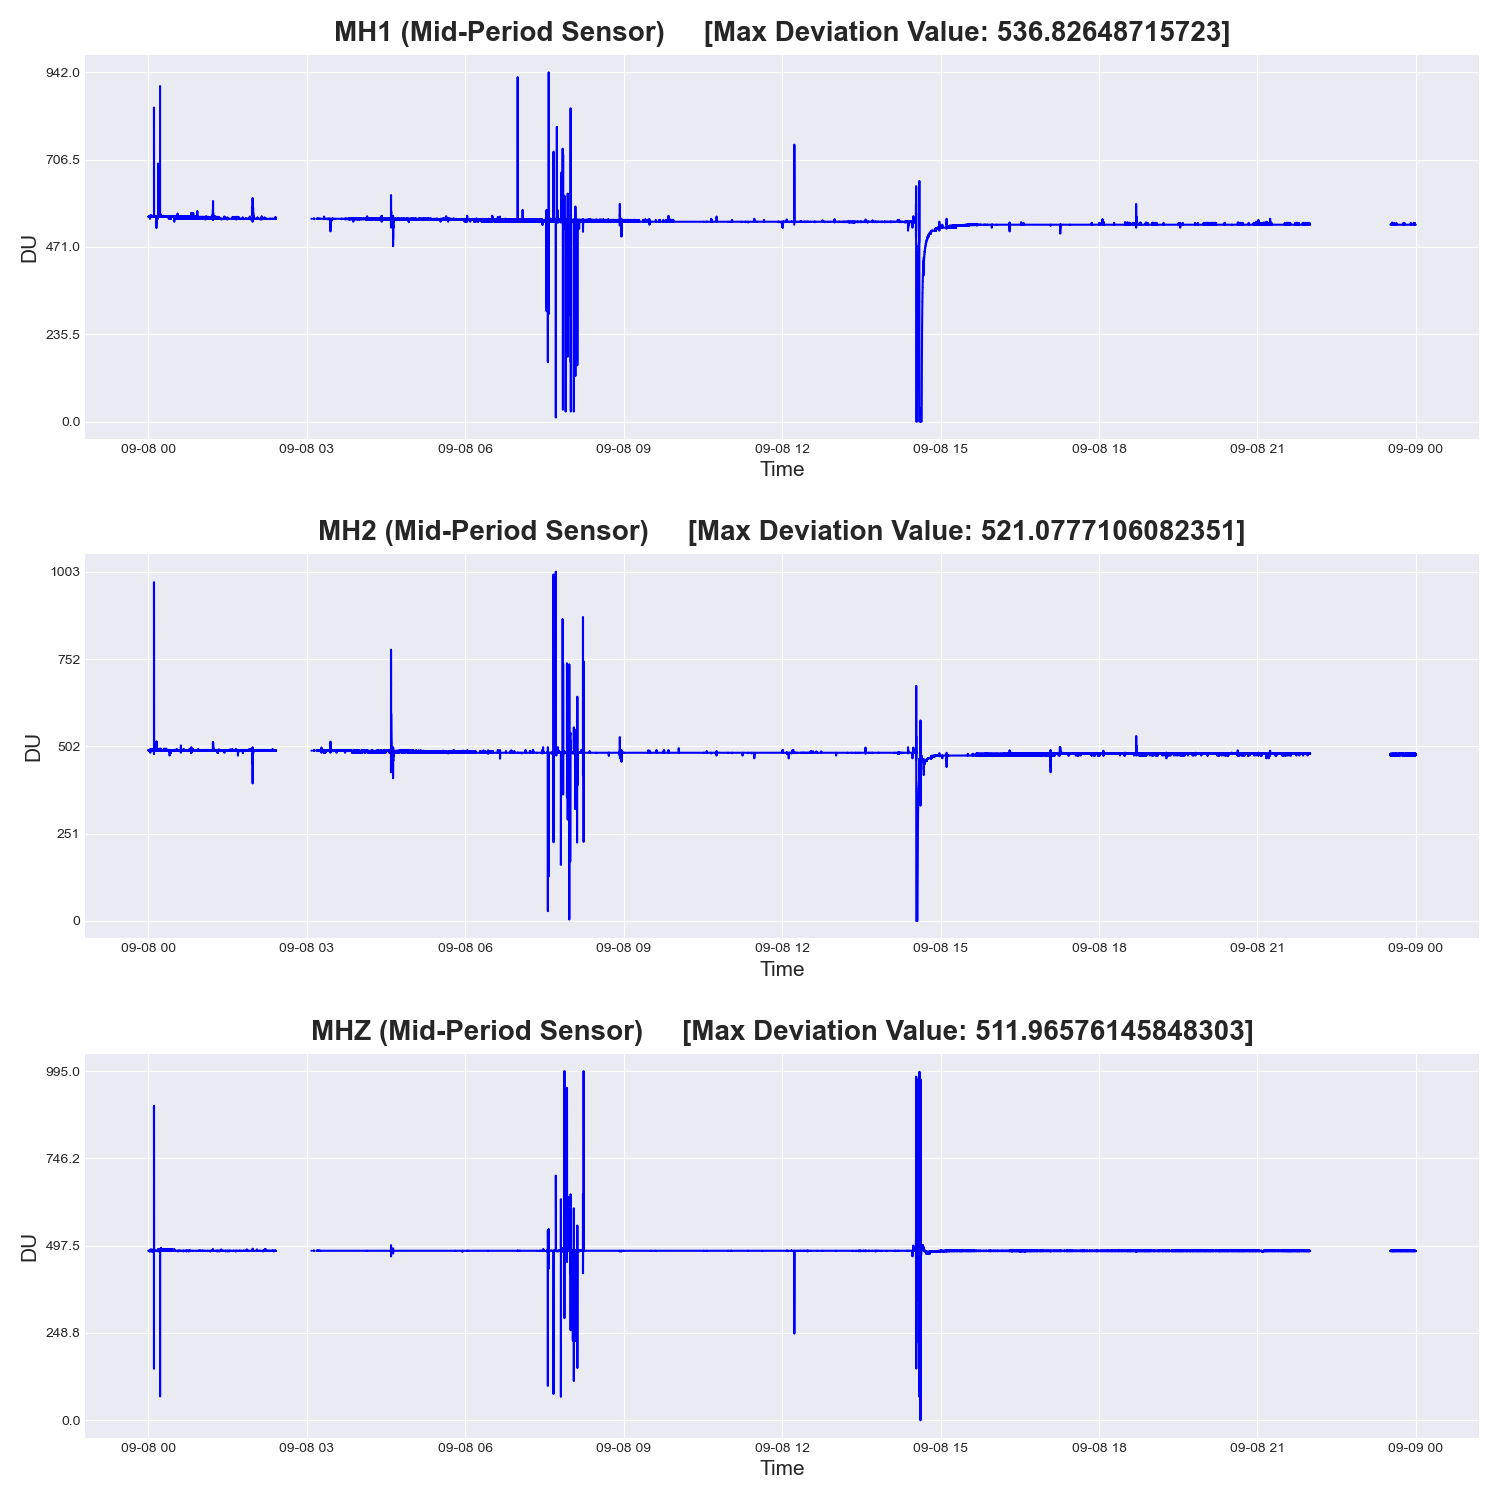 MH1 (Mid-Period Sensor) [Max Deviation Value: 536.82648715723]
942.0
706.5
471.0
235.5
0.0
DU
09-08 00 09-08 03 09-08 06 09-08 09 09-08 12 09-08 15 09-08 18 09-08 21 09-09 00
Time
MH2 (Mid-Period Sensor) [Max Deviation Value: 521.0777106082351]
1003
752
502
251
0
DU
09-08 00 09-08 03 09-08 06 09-08 09 09-08 12 09-08 15 09-08 18 09-08 21 09-09 00
Time
MHZ (Mid-Period Sensor) [Max Deviation Value: 511.96576145848303]
995.0
746.2
497.5
248.8
0.0
DU
09-08 00 09-08 03 09-08 06 09-08 09 09-08 12 09-08 15 09-08 18 09-08 21 09-09 00
Time